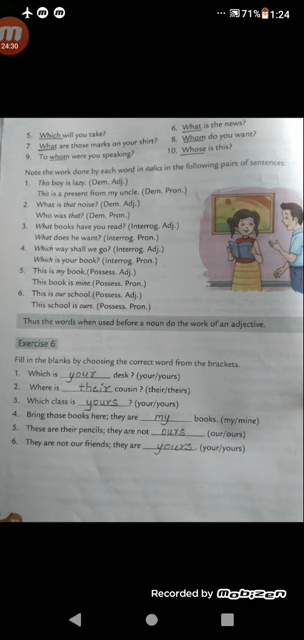 71% 1:24
24:30
5. Which will you take?
6. What is the news?
7. What are those marks on your shirt?
8. Whom do you want?
9. To whom were you speaking?
10. Whose is this?
Note the work done by each word in italics in the following pairs of sentences:
1. This boy is lazy. (Dem. Adj.)
This is a present from my uncle. (Dem. Pron.)
2. What is that noise? (Dem. Adj.)
Who was that? (Dem. Pron.)
3. What books have you read? (Interrog. Adj.)
What does he want? (Interrog. Pron.)
4. Which way shall we go? (Interrog. Adj.)
Which is your book? (Interrog. Pron.)
5. This is my book.(Possess. Adj.)
This book is mine.(Possess. Pron.)
6. This is our school.(Possess. Adj.)
This school is ours. (Possess. Pron.)
Thus the words when used before a noun do the work of an adjective.
Exercise 6
Fill in the blanks by choosing the correct word from the brackets.
1. Which is your desk ? (your/yours)
2. Where is their cousin ? (their/theirs)
3. Which class is yours ? (your/yours)
4. Bring those books here; they are my books. (my/mine)
5. These are their pencils; they are not ours (our/ours)
6. They are not our friends; they are yours (your/yours)
Recorded by mobizen